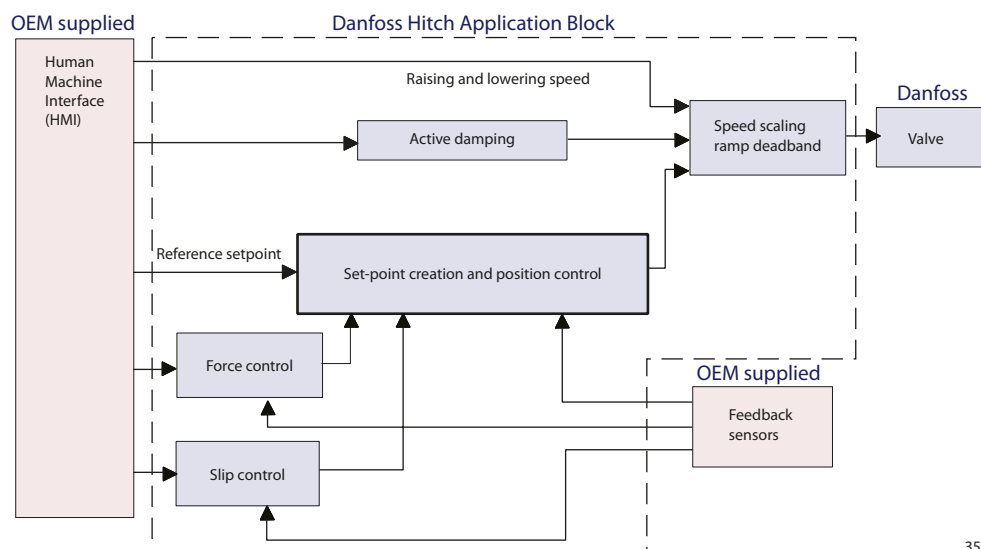 OEM supplied
Danfoss Hitch Application Block
Human
Machine
Interface
(HMI)
Raising and lowering speed
Danfoss
Active damping
Speed scaling
ramp deadband
Valve
Reference setpoint
Set-point creation and position control
Force control
OEM supplied
Feedback
sensors
Slip control
35